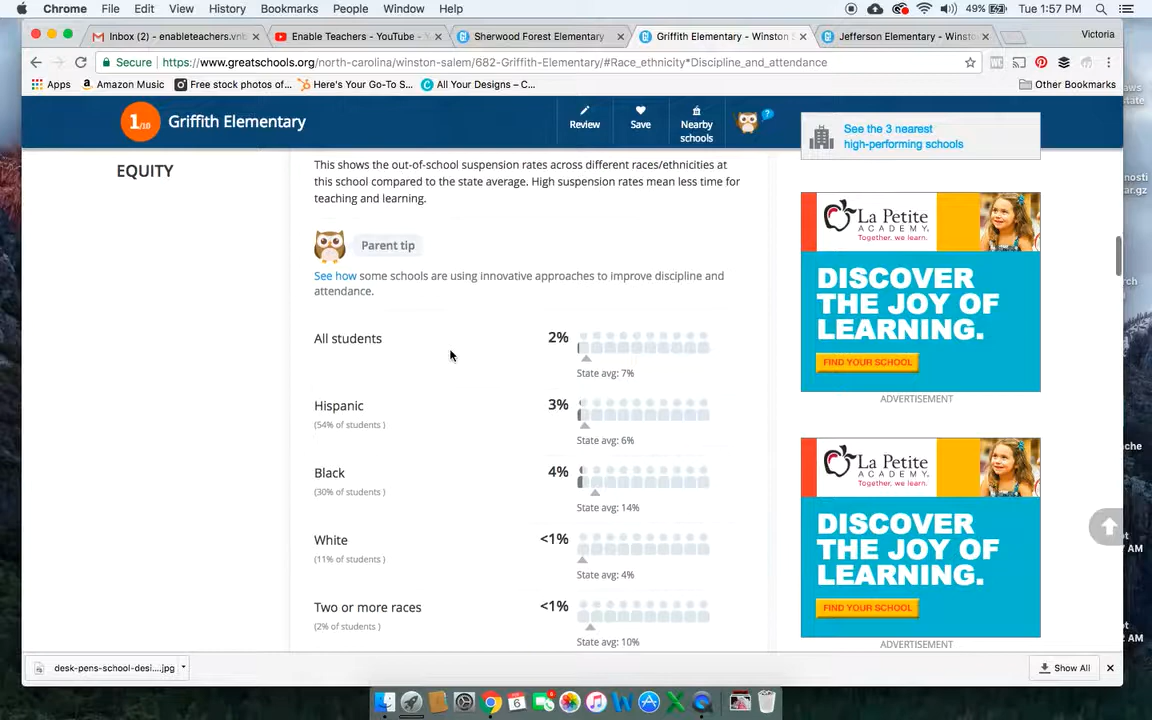 Chrome File Edit View History Bookmarks People Window Help 49% Tue 1:57 PM
Inbox (2) - enableteachers.vnb
Enable Teachers - YouTube -
Sherwood Forest Elementary
Griffith Elementary - Winston S
Jefferson Elementary - Winsto
Victoria
Secure https://www.greatschools.org/north-carolina/winston-salem/682-Griffith-Elementary/#Race_ethnicity*Discipline_and_attendance
Apps Amazon Music Free stock photos of... Here's Your Go-To S... All Your Designs – C... Other Bookmarks
1/10 Griffith Elementary
Review
Save
Nearby
schools
?
See the 3 nearest
high-performing schools
EQUITY
This shows the out-of-school suspension rates across different races/ethnicities at
this school compared to the state average. High suspension rates mean less time for
teaching and learning.
Parent tip
See how some schools are using innovative approaches to improve discipline and
attendance.
All students 2%
State avg: 7%
Hispanic 3%
(54% of students )
State avg: 6%
Black 4%
(30% of students )
State avg: 14%
White <1%
(11% of students )
State avg: 4%
Two or more races <1%
(2% of students )
State avg: 10%
La Petite
ACADEMY
Together, we learn.
DISCOVER
THE JOY OF
LEARNING.
FIND YOUR SCHOOL
ADVERTISEMENT
La Petite
ACADEMY
Together, we learn.
DISCOVER
THE JOY OF
LEARNING.
FIND YOUR SCHOOL
ADVERTISEMENT
desk-pens-school-desi....jpg
Show All
6